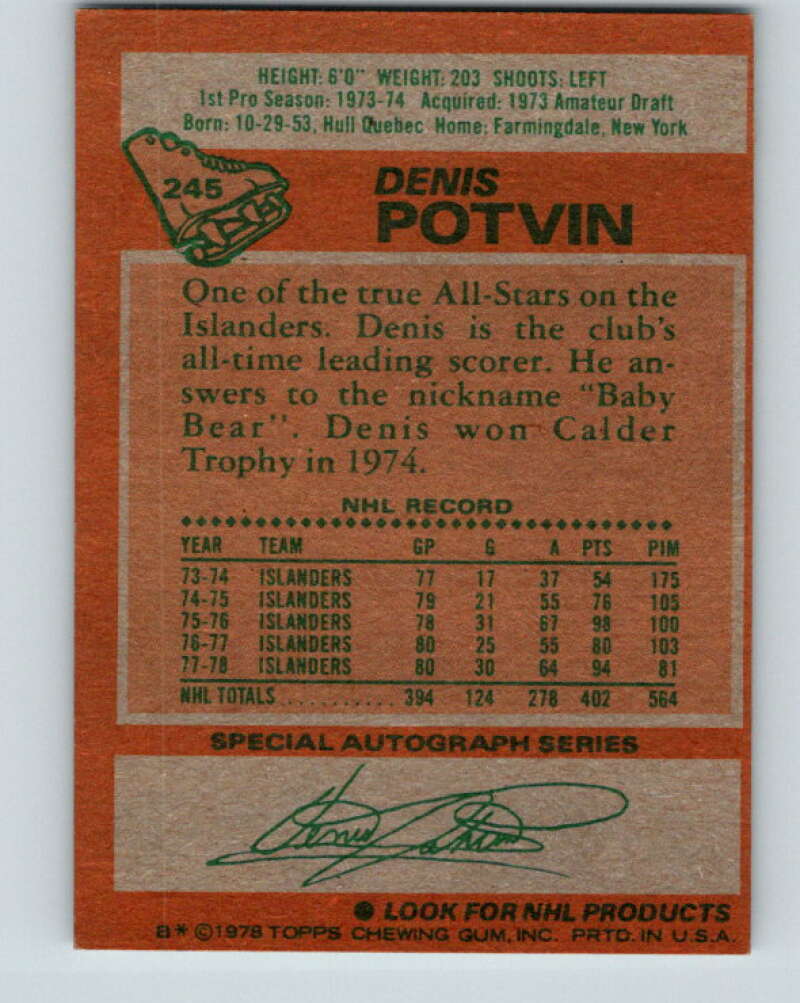 HEIGHT: 6'0" WEIGHT: 203 SHOOTS: LEFT
1st Pro Season: 1973-74 Acquired: 1973 Amateur Draft
Born: 10-29-53, Hull Quebec Home: Farmingdale, New York
245
DENIS
POTVIN
One of the true All-Stars on the
Islanders. Denis is the club's
all-time leading scorer. He an-
swers to the nickname "Baby
Bear". Denis won Calder
Trophy in 1974.
NHL RECORD
YEAR TEAM GP G A PTS PIM
73-74 ISLANDERS 77 17 37 54 175
74-75 ISLANDERS 79 21 55 76 105
75-76 ISLANDERS 78 31 67 98 100
76-77 ISLANDERS 80 25 55 80 103
77-78 ISLANDERS 80 30 64 94 81
NHL TOTALS........... 394 124 278 402 564
SPECIAL AUTOGRAPH SERIES
Denis Potvin
LOOK FOR NHL PRODUCTS
B* ©1978 TOPPS CHEWING GUM, INC. PRTD. IN U.S.A.